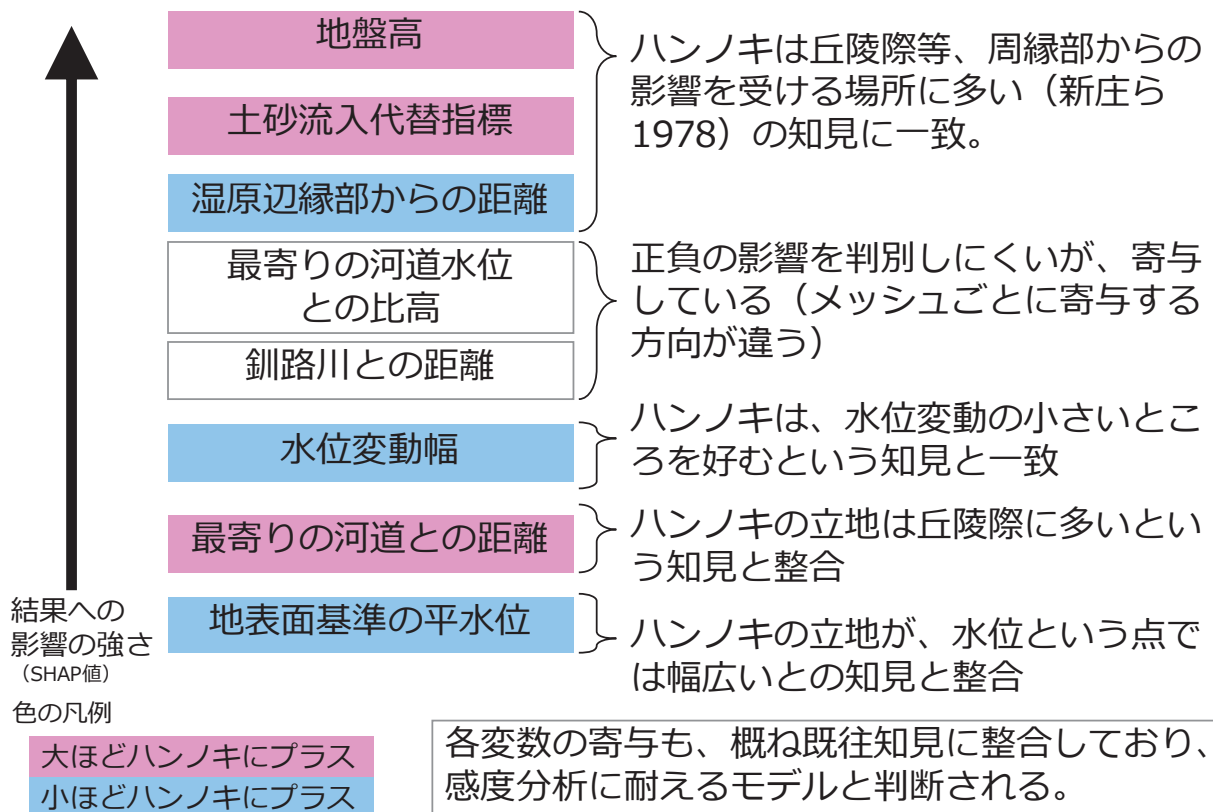 地盤高
土砂流入代替指標
湿原辺縁部からの距離
ハンノキは丘陵際等、周縁部からの
影響を受ける場所に多い（新庄ら
1978）の知見に一致。
最寄りの河道水位
との比高
釧路川との距離
正負の影響を判別しにくいが、寄与
している（メッシュごとに寄与する
方向が違う）
水位変動幅
ハンノキは、水位変動の小さいとこ
ろを好むという知見と一致
最寄りの河道との距離
ハンノキの立地は丘陵際に多いとい
う知見と整合
地表面基準の平水位
ハンノキの立地が、水位という点で
は幅広いとの知見と整合
結果への
影響の強さ
（SHAP値）
色の凡例
大ほどハンノキにプラス
小ほどハンノキにプラス
各変数の寄与も、概ね既往知見に整合しており、
感度分析に耐えるモデルと判断される。